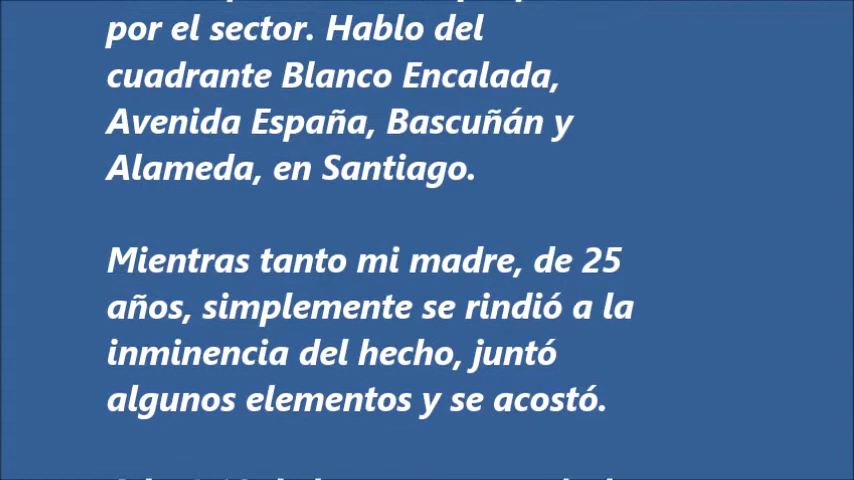 por el sector. Hablo del
cuadrante Blanco Encalada,
Avenida España, Bascuñán y
Alameda, en Santiago.
Mientras tanto mi madre, de 25
años, simplemente se rindió a la
inminencia del hecho, juntó
algunos elementos y se acostó.